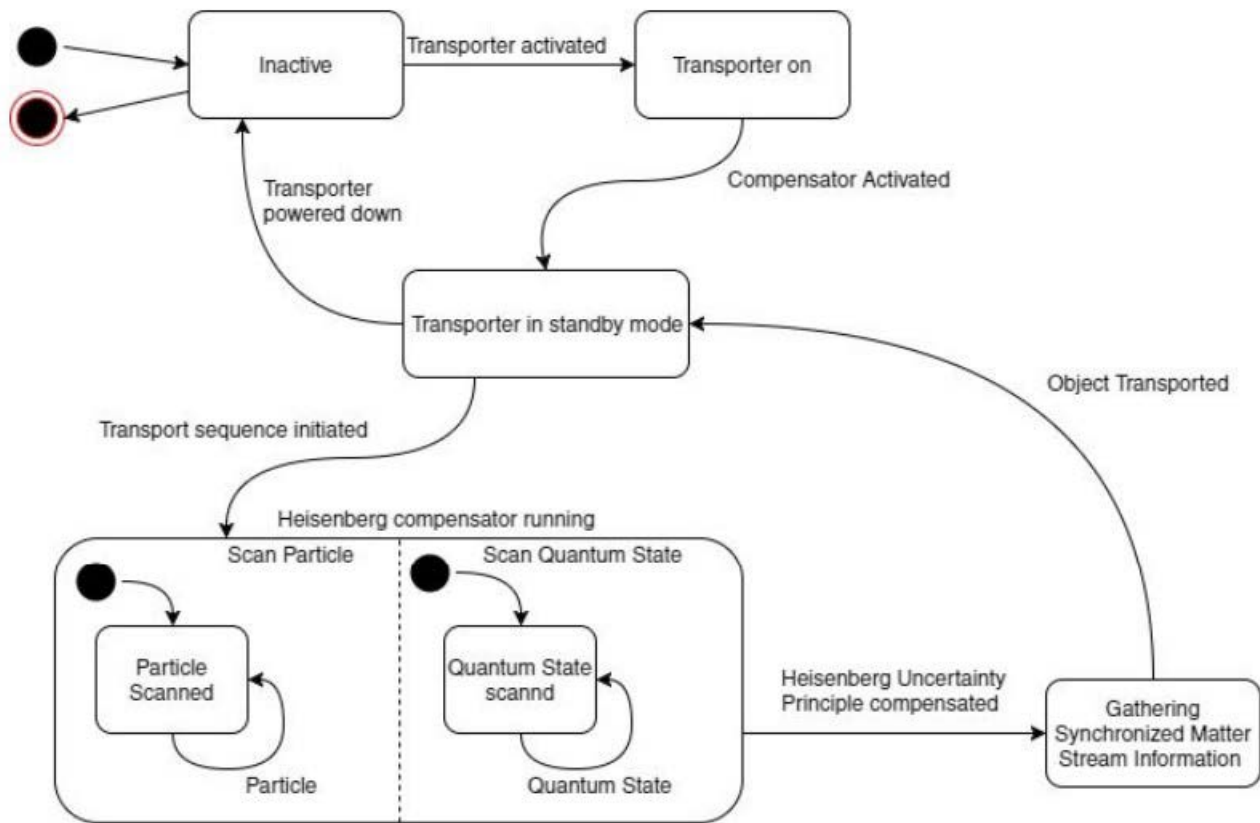 Inactive
Transporter activated
Transporter on
Transporter
powered down
Compensator Activated
Transporter in standby mode
Object Transported
Transport sequence initiated
Heisenberg compensator running
Scan Particle
Scan Quantum State
Particle
Scanned
Quantum State
scannd
Particle
Quantum State
Heisenberg Uncertainty
Principle compensated
Gathering
Synchronized Matter
Stream Information